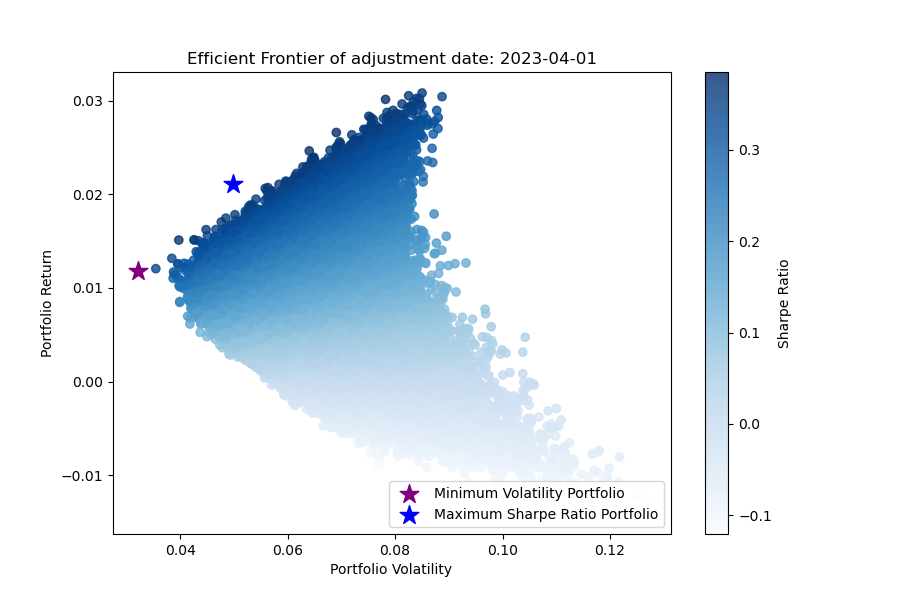 Efficient Frontier of adjustment date: 2023-04-01
Portfolio Return
0.03
0.02
0.01
0.00
−0.01
0.04
0.06
0.08
0.10
0.12
Portfolio Volatility
Minimum Volatility Portfolio
Maximum Sharpe Ratio Portfolio
0.3
0.2
0.1
0.0
−0.1
Sharpe Ratio